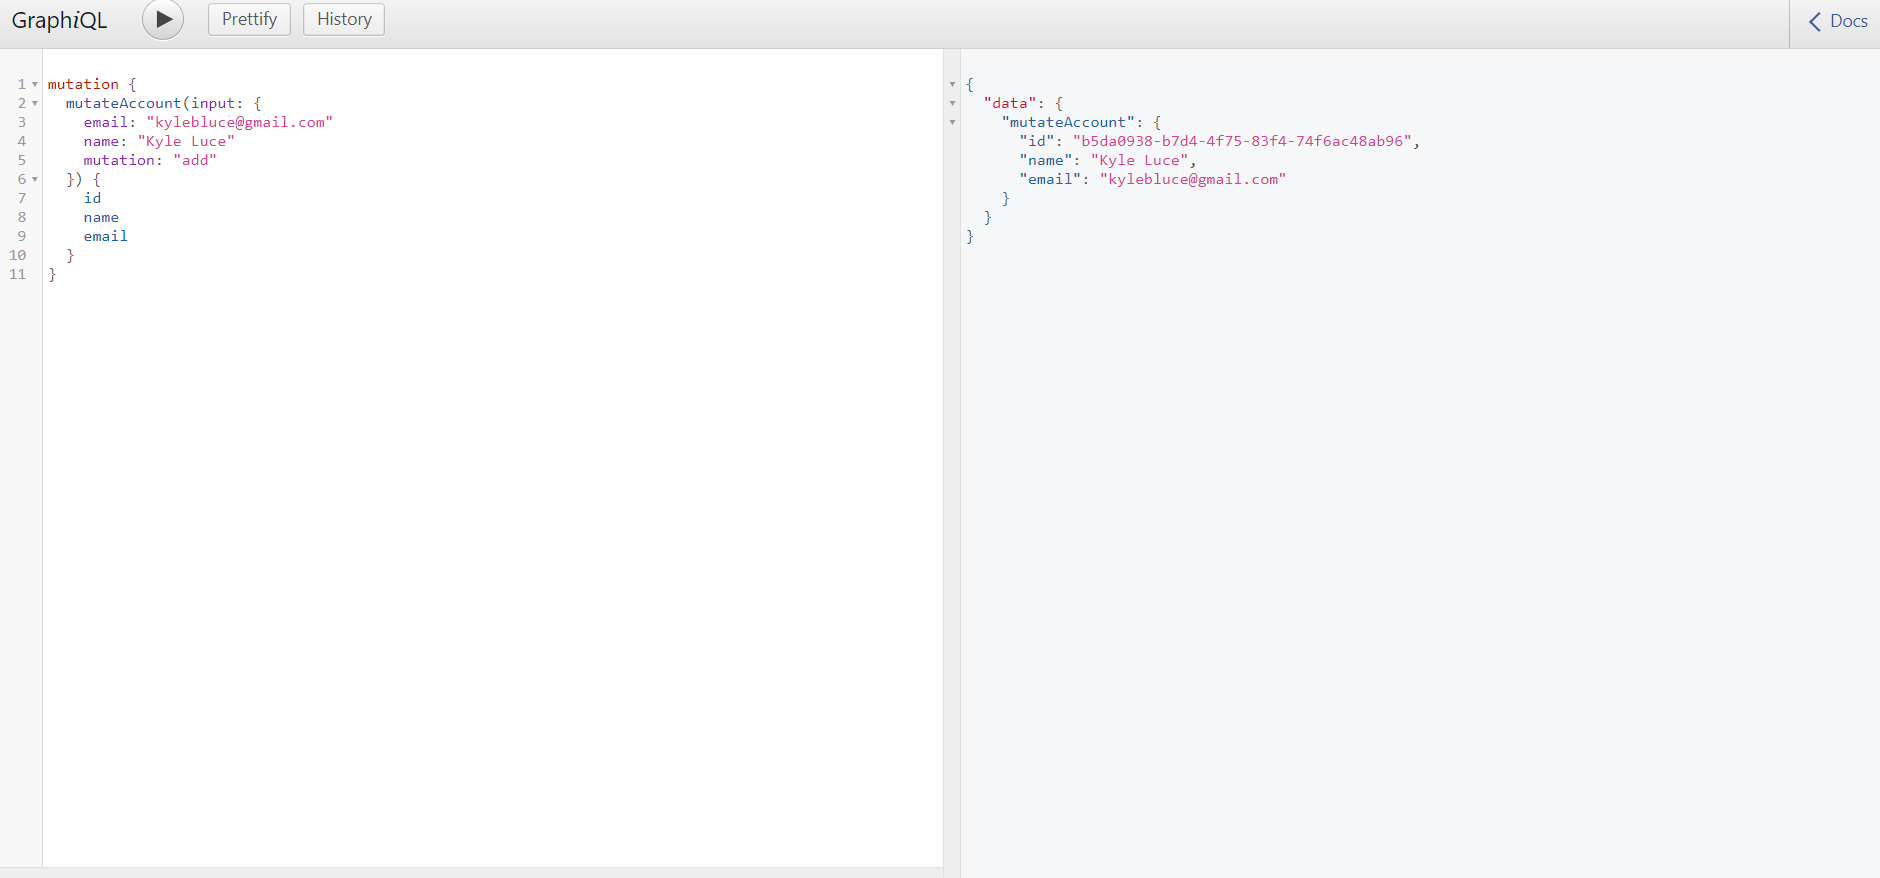 GraphiQL
Prettify
History
Docs
1 mutation {
2 mutateAccount(input: {
3 email: "kylebluce@gmail.com"
4 name: "Kyle Luce"
5 mutation: "add"
6 }) {
7 id
8 name
9 email
10 }
11 }
{
"data": {
"mutateAccount": {
"id": "b5da0938-b7d4-4f75-83f4-74f6ac48ab96",
"name": "Kyle Luce",
"email": "kylebluce@gmail.com"
}
}
}